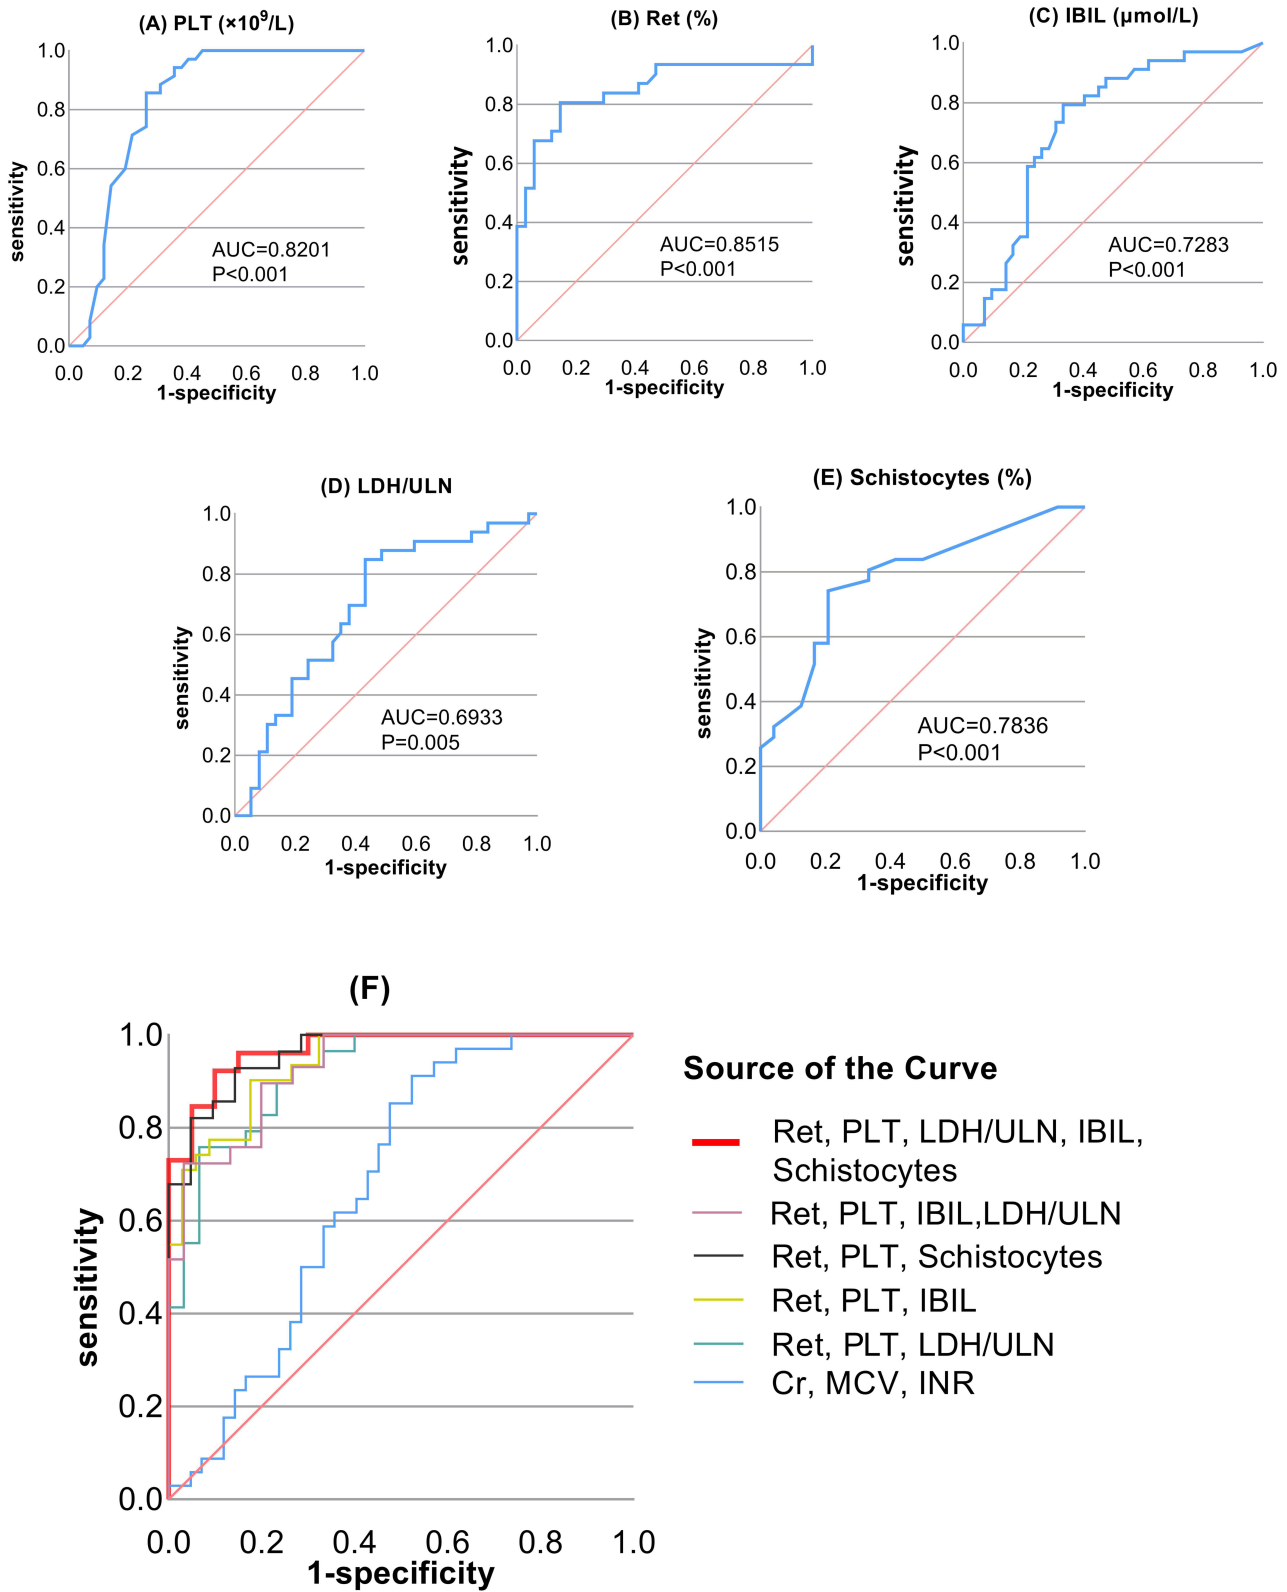 (A) PLT (×10⁹/L)
1.0
0.8
0.6
0.4
0.2
0.0
sensitivity
AUC=0.8201
P<0.001
0.0 0.2 0.4 0.6 0.8 1.0
1-specificity
(B) Ret (%)
1.0
0.8
0.6
0.4
0.2
0.0
sensitivity
AUC=0.8515
P<0.001
0.0 0.2 0.4 0.6 0.8 1.0
1-specificity
(C) IBIL (μmol/L)
1.0
0.8
0.6
0.4
0.2
0.0
sensitivity
AUC=0.7283
P<0.001
0.0 0.2 0.4 0.6 0.8 1.0
1-specificity
(D) LDH/ULN
1.0
0.8
0.6
0.4
0.2
0.0
sensitivity
AUC=0.6933
P=0.005
0.0 0.2 0.4 0.6 0.8 1.0
1-specificity
(E) Schistocytes (%)
1.0
0.8
0.6
0.4
0.2
0.0
sensitivity
AUC=0.7836
P<0.001
0.0 0.2 0.4 0.6 0.8 1.0
1-specificity
(F)
1.0
0.8
0.6
0.4
0.2
0.0
sensitivity
0.0 0.2 0.4 0.6 0.8 1.0
1-specificity
Source of the Curve
Ret, PLT, LDH/ULN, IBIL,
Schistocytes
Ret, PLT, IBIL,LDH/ULN
Ret, PLT, Schistocytes
Ret, PLT, IBIL
Ret, PLT, LDH/ULN
Cr, MCV, INR